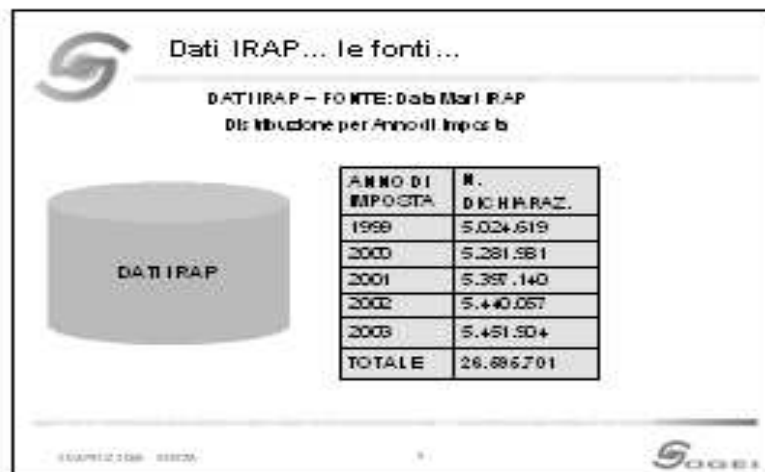 Dati IRAP... le fonti...
DATI IRAP – FONTE: Data Mart IRAP
Distribuzione per Anno di Imposta
DATI IRAP
ANNO DI IMPOSTA N. DICHIARAZ.
1999 5.024.619
2000 5.281.981
2001 5.397.140
2002 5.440.057
2003 5.451.904
TOTALE 26.595.701
SOGEI